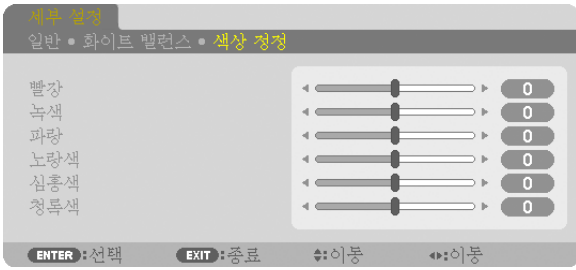 세부 설정
일반 • 화이트 밸런스 • 색상 정정
빨강 0
녹색 0
파랑 0
노랑색 0
심홍색 0
청록색 0
ENTER:선택 EXIT:종료 :이동 :이동